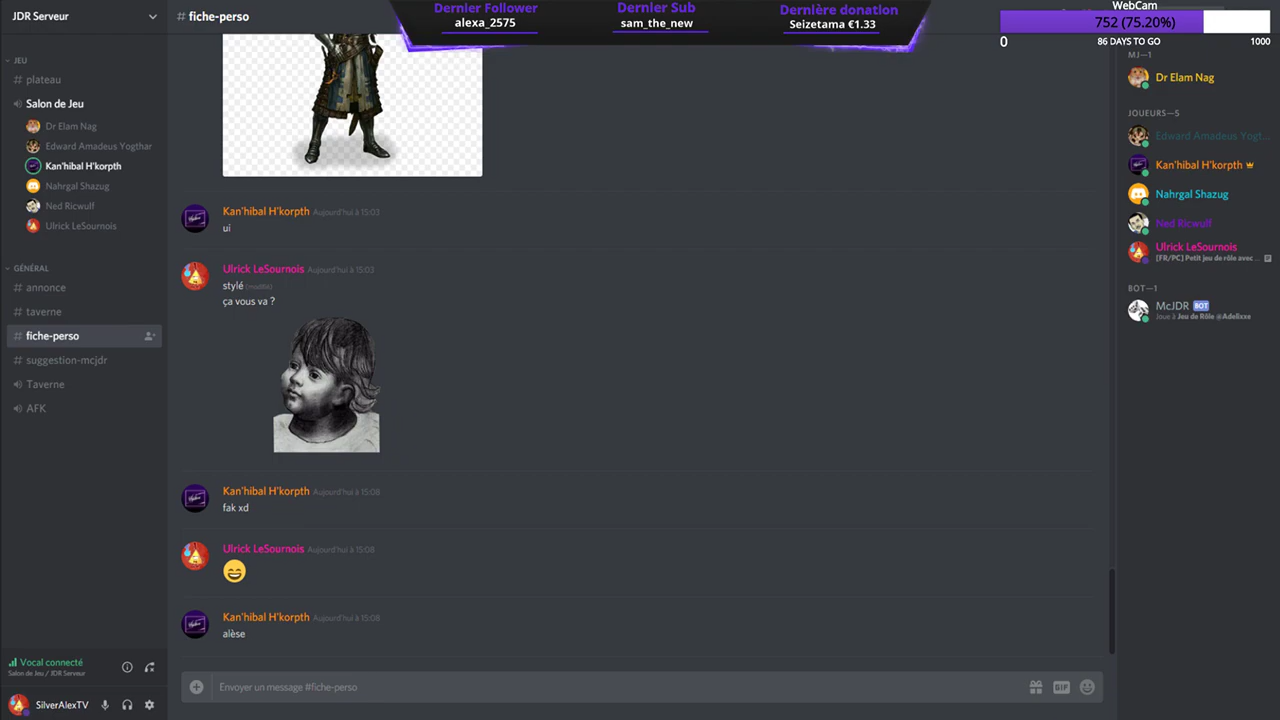 JDR Serveur
# fiche-perso
Dernier Follower
alexa_2575
Dernier Sub
sam_the_new
Dernière donation
Seizetama €1.33
WebCam
752 (75.20%)
0
86 DAYS TO GO
1000
JEU
# plateau
Salon de Jeu
Dr Elam Nag
Edward Amadeus Yogthar
Kan'hibal H'korpth
Nahrgal Shazug
Ned Ricwulf
Ulrick LeSournois
GÉNÉRAL
# annonce
# taverne
# fiche-perso
# suggestion-mcjdr
Taverne
AFK
Vocal connecté
Salon de Jeu / JDR Serveur
SilverAlexTV
Kan'hibal H'korpth Aujourd'hui à 15:03
ui
Ulrick LeSournois Aujourd'hui à 15:03
stylé (modifié)
ça vous va ?
Kan'hibal H'korpth Aujourd'hui à 15:08
fak xd
Ulrick LeSournois Aujourd'hui à 15:08
Kan'hibal H'korpth Aujourd'hui à 15:08
alèse
Envoyer un message #fiche-perso
GIF
MJ—1
Dr Elam Nag
JOUEURS—5
Edward Amadeus Yogt...
Kan'hibal H'korpth
Nahrgal Shazug
Ned Ricwulf
Ulrick LeSournois
[FR/PC] Petit jeu de rôle avec ...
BOT—1
McJDR BOT
Joue à Jeu de Rôle @Adelixxe